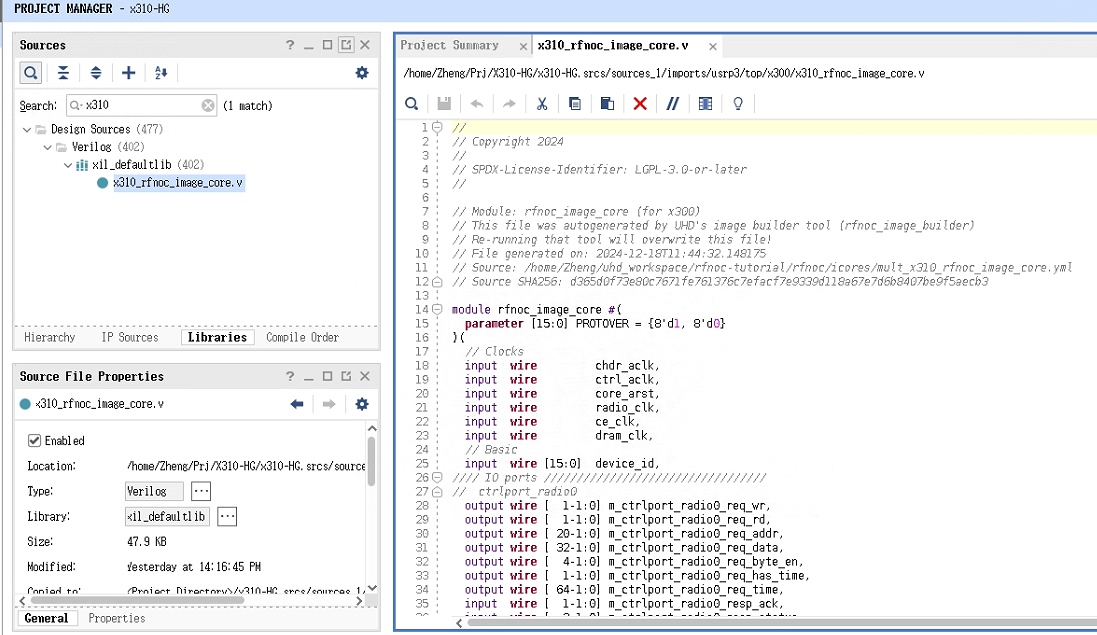 PROJECT MANAGER - x310-HG
Sources
Search: x310 (1 match)
Design Sources (477)
Verilog (402)
xil_defaultlib (402)
x310_rfnoc_image_core.v
Hierarchy IP Sources Libraries Compile Order
Source File Properties
x310_rfnoc_image_core.v
Enabled
Location: /home/Zheng/Prj/X310-HG/x310-HG.srcs/source
Type: Verilog
Library: xil_defaultlib
Size: 47.9 KB
Modified: Yesterday at 14:16:45 PM
Copied to: <Project Directory>/x310-HG.srcs/sources_1/
General Properties
Project Summary x310_rfnoc_image_core.v
/home/Zheng/Prj/X310-HG/x310-HG.srcs/sources_1/imports/usrp3/top/x300/x310_rfnoc_image_core.v
1 //
2 // Copyright 2024
3 //
4 // SPDX-License-Identifier: LGPL-3.0-or-later
5 //
6
7 // Module: rfnoc_image_core (for x300)
8 // This file was autogenerated by UHD's image builder tool (rfnoc_image_builder)
9 // Re-running that tool will overwrite this file!
10 // File generated on: 2024-12-18T11:44:32.148175
11 // Source: /home/Zheng/uhd_workspace/rfnoc-tutorial/rfnoc/icores/mult_x310_rfnoc_image_core.yml
12 // Source SHA256: d365d0f73e80c7671fe761376c7efacf7e9339d118a67e7d6b8407be9f5aecb3
13
14 module rfnoc_image_core #(
15 parameter [15:0] PROTOVER = {8'd1, 8'd0}
16 )(
17 // Clocks
18 input wire chdr_aclk,
19 input wire ctrl_aclk,
20 input wire core_arst,
21 input wire radio_clk,
22 input wire ce_clk,
23 input wire dram_clk,
24 // Basic
25 input wire [15:0] device_id,
26 //// IO ports //////////////////////////////////
27 // ctrlport_radio0
28 output wire [ 1-1:0] m_ctrlport_radio0_req_wr,
29 output wire [ 1-1:0] m_ctrlport_radio0_req_rd,
30 output wire [ 20-1:0] m_ctrlport_radio0_req_addr,
31 output wire [ 32-1:0] m_ctrlport_radio0_req_data,
32 output wire [ 4-1:0] m_ctrlport_radio0_req_byte_en,
33 output wire [ 1-1:0] m_ctrlport_radio0_req_has_time,
34 output wire [ 64-1:0] m_ctrlport_radio0_req_time,
35 input wire [ 1-1:0] m_ctrlport_radio0_resp_ack,